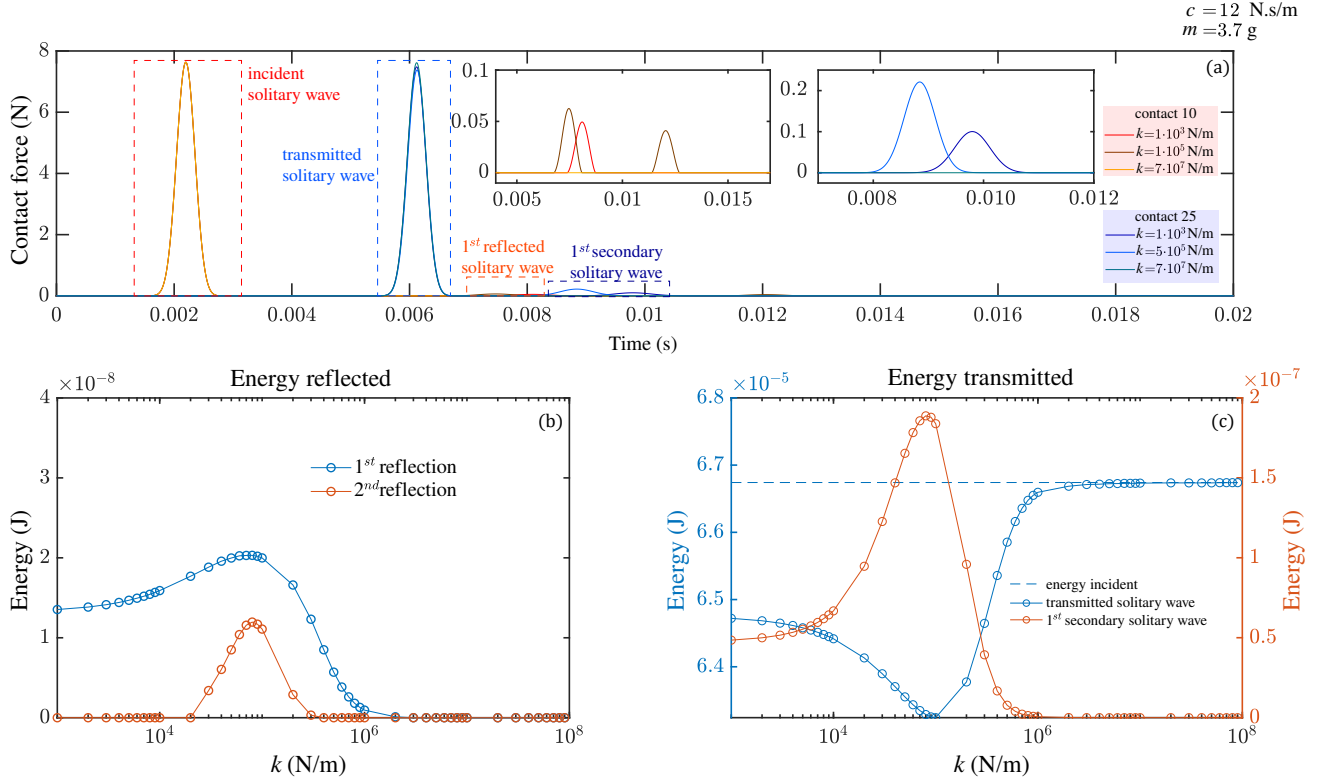 c = 12 N.s/m
m = 3.7 g
(a)
Contact force (N)
8
6
4
2
0
incident
solitary wave
transmitted
solitary wave
1st reflected
solitary wave
1st secondary
solitary wave
0.1
0.05
0
0.005
0.01
0.015
0.2
0.1
0
0.008
0.010
0.012
contact 10
k=1·10³ N/m
k=1·10⁵ N/m
k=7·10⁷ N/m
contact 25
k=1·10³ N/m
k=5·10⁵ N/m
k=7·10⁷ N/m
0 0.002 0.004 0.006 0.008 0.01 0.012 0.014 0.016 0.018 0.02
Time (s)
Energy reflected
×10⁻⁸
(b)
Energy (J)
4
3
2
1
0
1st reflection
2nd reflection
10⁴ 10⁶ 10⁸
k (N/m)
Energy transmitted
×10⁻⁵
×10⁻⁷
(c)
Energy (J)
6.8
6.7
6.6
6.5
6.4
2
1.5
1
0.5
0
Energy (J)
energy incident
transmitted solitary wave
1st secondary solitary wave
10⁴ 10⁶ 10⁸
k (N/m)